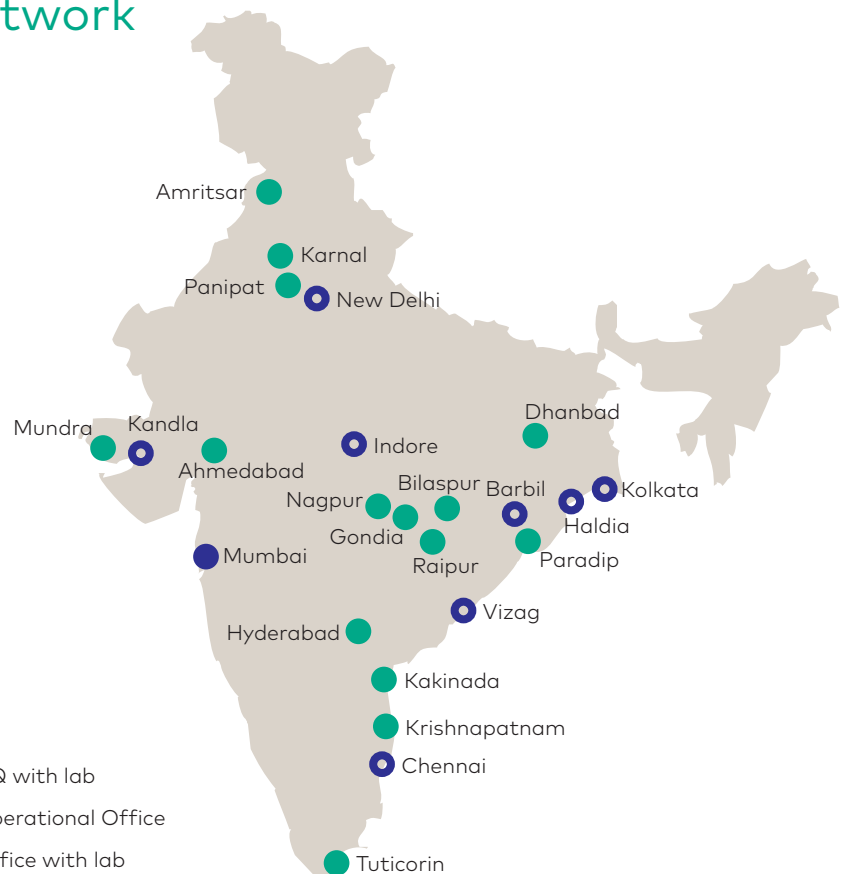 twork
Amritsar
Karnal
Panipat
New Delhi
Dhanbad
Mundra
Kandla
Indore
Ahmedabad
Bilaspur
Nagpur
Barbil
Kolkata
Gondia
Haldia
Mumbai
Raipur
Paradip
Vizag
Hyderabad
Kakinada
Krishnapatnam
Chennai
Q with lab
perational Office
fice with lab
Tuticorin